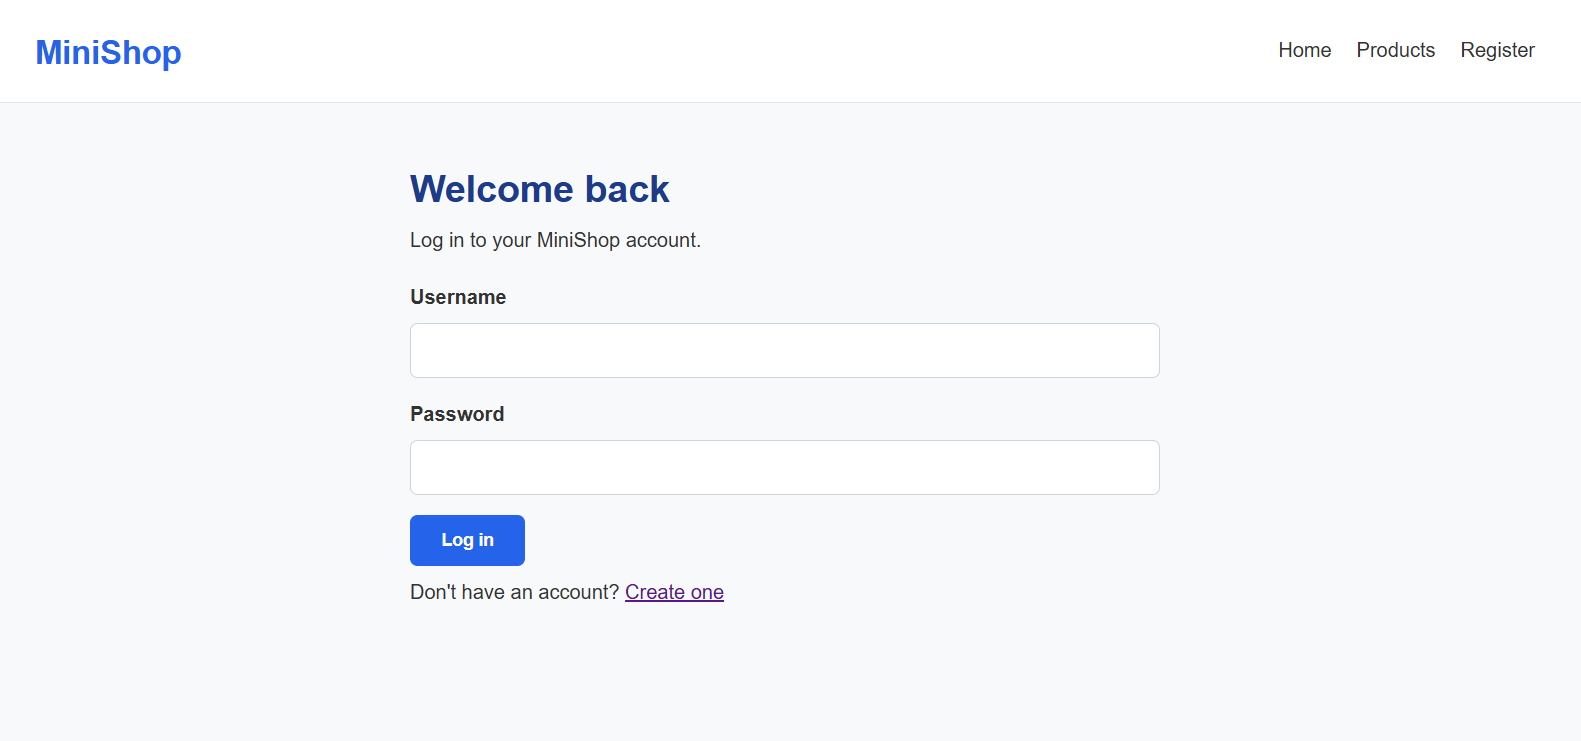 MiniShop
Home Products Register
Welcome back
Log in to your MiniShop account.
Username
Password
Log in
Don't have an account? Create one